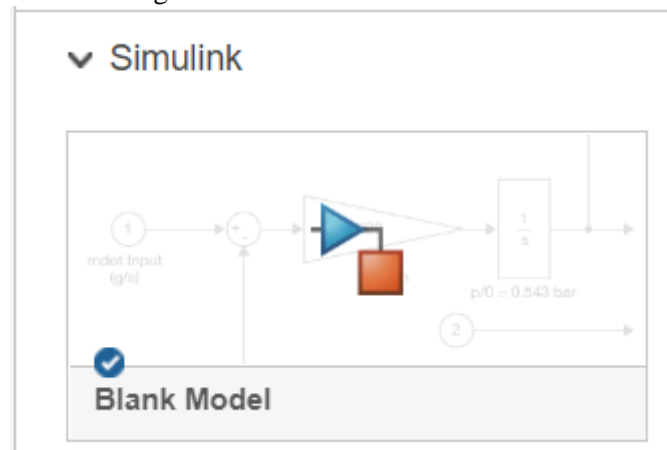 Simulink
1
mdot Input
(g/s)
+
-
1
s
p/0 = 0.543 bar
2
Blank Model